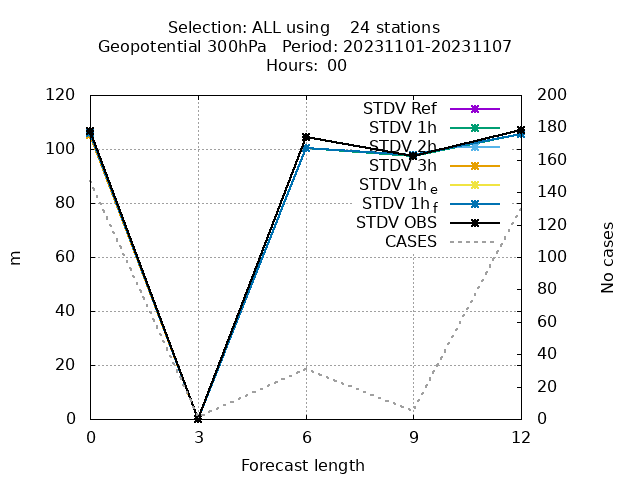 Selection: ALL using    24 stations
Geopotential 300hPa   Period: 20231101-20231107
Hours: 00
120 200
STDV Ref
180
STDV 1h
100 STDV 2h
160 STDV 3h
80 140 STDV 1h e
STDV 1h f
120 STDV OBS
60 100 CASES
m
No cases
40 80
60
20 40
20
0 0
0 3 6 9 12
Forecast length